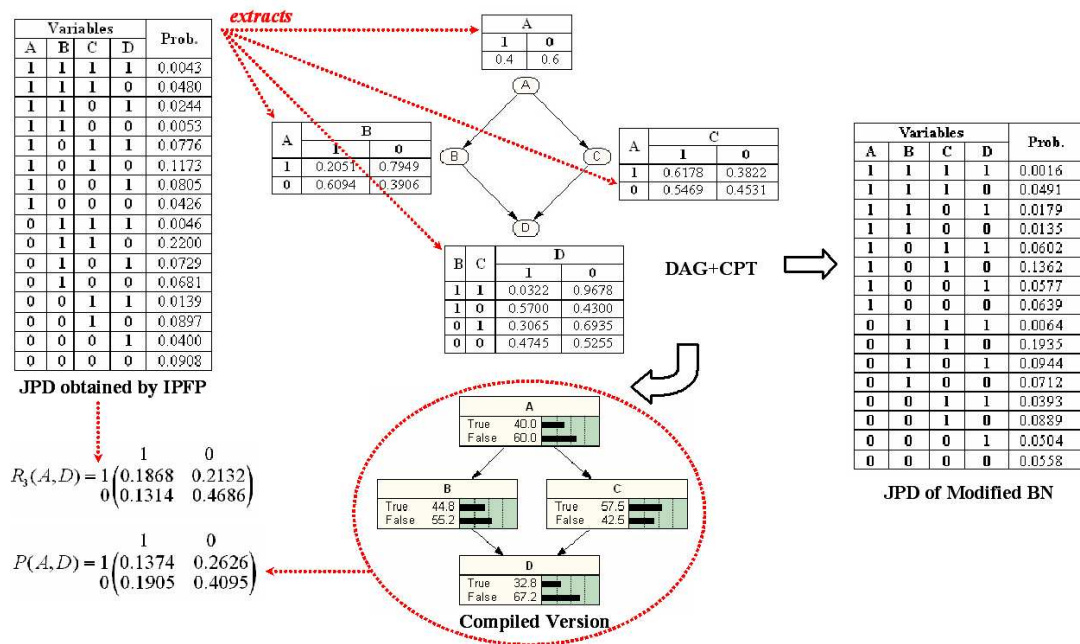 Variables Prob.
A B C D
1 1 1 1 0.0043
1 1 1 0 0.0480
1 1 0 1 0.0244
1 1 0 0 0.0053
1 0 1 1 0.0776
1 0 1 0 0.1173
1 0 0 1 0.0805
1 0 0 0 0.0426
0 1 1 1 0.0046
0 1 1 0 0.2200
0 1 0 1 0.0729
0 1 0 0 0.0681
0 0 1 1 0.0139
0 0 1 0 0.0897
0 0 0 1 0.0400
0 0 0 0 0.0908
JPD obtained by IPFP
extracts
A
1 0
0.4 0.6
A
B
C
D
A B
1 0
1 0.2051 0.7949
0 0.6094 0.3906
A C
1 0
1 0.6178 0.3822
0 0.5469 0.4531
B C D
1 0
1 1 0.0322 0.9678
1 0 0.5700 0.4300
0 1 0.3065 0.6935
0 0 0.4745 0.5255
DAG+CPT
Variables Prob.
A B C D
1 1 1 1 0.0016
1 1 1 0 0.0491
1 1 0 1 0.0179
1 1 0 0 0.0135
1 0 1 1 0.0602
1 0 1 0 0.1362
1 0 0 1 0.0577
1 0 0 0 0.0639
0 1 1 1 0.0064
0 1 1 0 0.1935
0 1 0 1 0.0944
0 1 0 0 0.0712
0 0 1 1 0.0393
0 0 1 0 0.0889
0 0 0 1 0.0504
0 0 0 0 0.0558
JPD of Modified BN
1 0
R3(A,D) = 1(0.1868 0.2132)
0(0.1314 0.4686)
1 0
P(A,D) = 1(0.1374 0.2626)
0(0.1905 0.4095)
A
True 40.0
False 60.0
B
True 44.8
False 55.2
C
True 57.5
False 42.5
D
True 32.8
False 67.2
Compiled Version